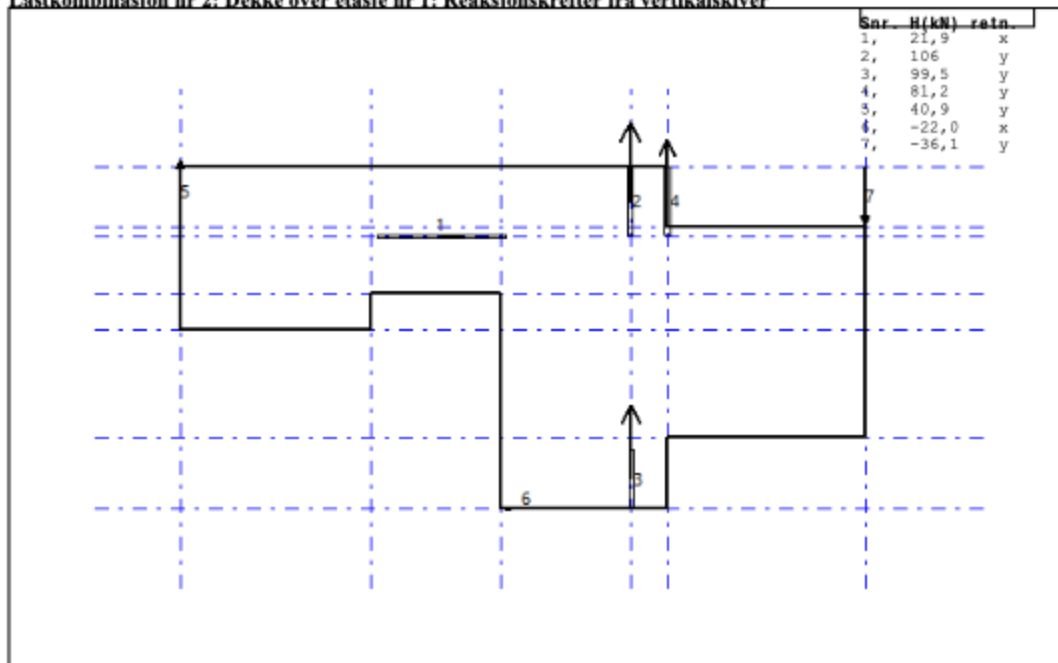 Lastkombinasjon nr 2: Dekke over etasje nr 1: Reaksjonskrefter fra vertikalskiver
Snr. H(kN) retn.
1, 21,9 x
2, 106 y
3, 99,5 y
4, 81,2 y
5, 40,9 y
6, -22,0 x
7, -36,1 y
5
2
4
7
1
3
6